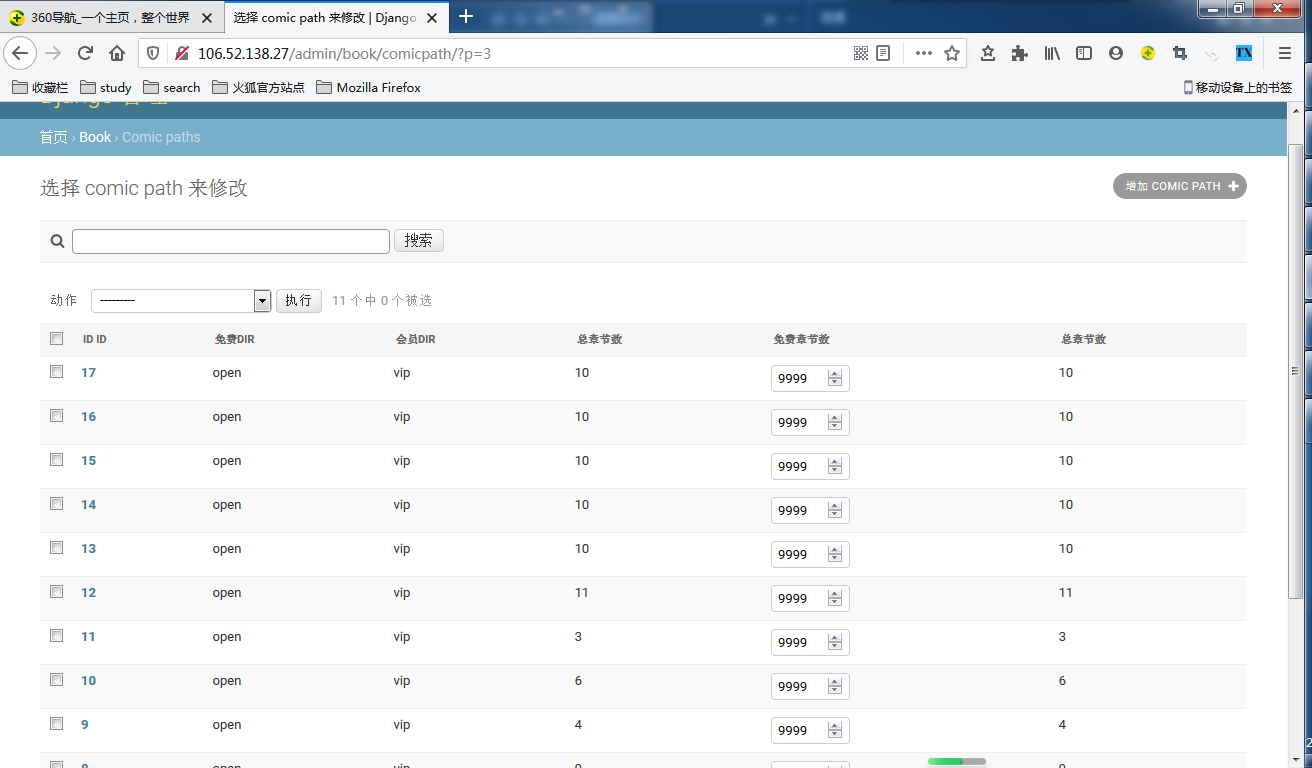 360导航_一个主页，整个世界
选择 comic path 来修改 | Django
106.52.138.27/admin/book/comicpath/?p=3
TX
收藏栏 study search 火狐官方站点 Mozilla Firefox 移动设备上的书签
首页 › Book › Comic paths
选择 comic path 来修改
增加 COMIC PATH
搜索
动作 --------- 执行 11 个中 0 个被选
ID ID 免费DIR 会员DIR 总章节数 免费章节数 总章节数
17 open vip 10 9999 10
16 open vip 10 9999 10
15 open vip 10 9999 10
14 open vip 10 9999 10
13 open vip 10 9999 10
12 open vip 11 9999 11
11 open vip 3 9999 3
10 open vip 6 9999 6
9 open vip 4 9999 4